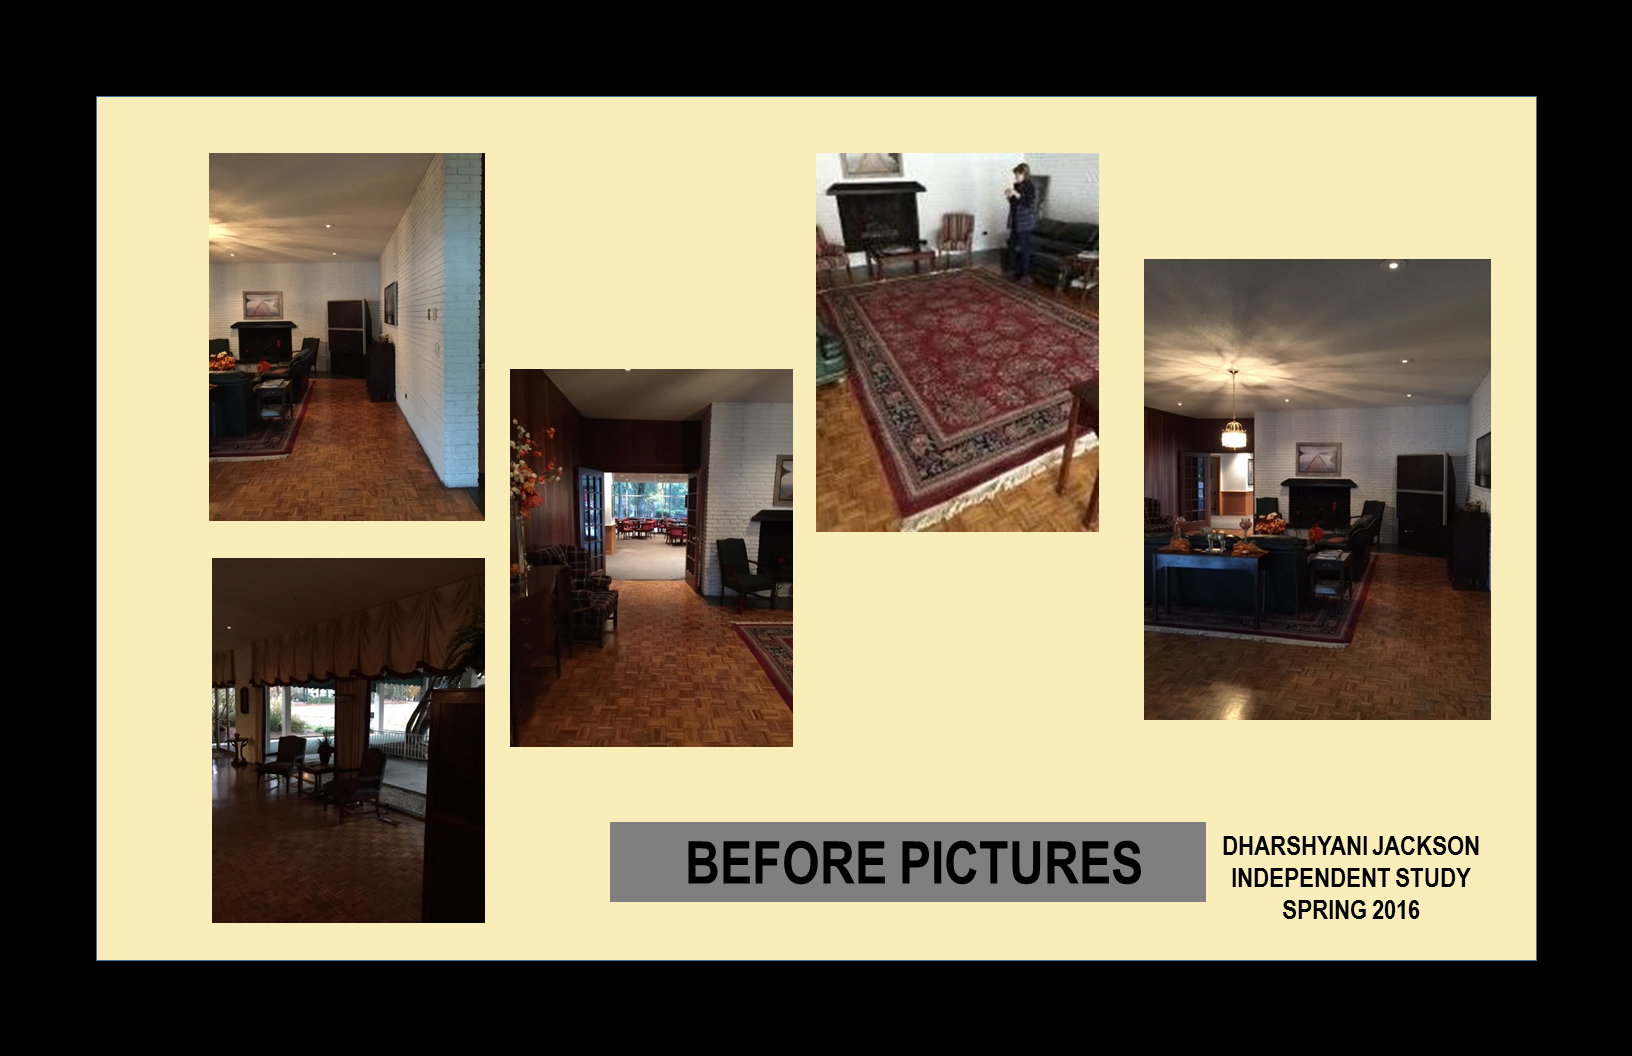 BEFORE PICTURES
DHARSHYANI JACKSON
INDEPENDENT STUDY
SPRING 2016